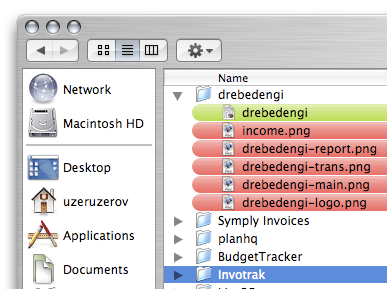 Name
Network
Macintosh HD
Desktop
uzeruzerov
Applications
Documents
drebedengi
drebedengi
income.png
drebedengi-report.png
drebedengi-trans.png
drebedengi-main.png
drebedengi-logo.png
Symply Invoices
planhq
BudgetTracker
Invotrak